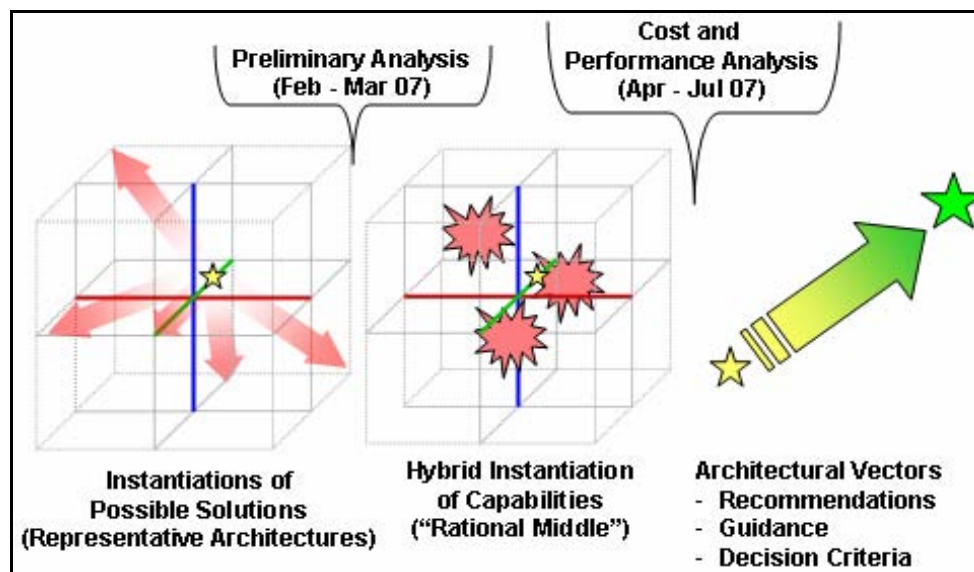 Preliminary Analysis
(Feb - Mar 07)
Cost and
Performance Analysis
(Apr - Jul 07)
Instantiations of
Possible Solutions
(Representative Architectures)
Hybrid Instantiation
of Capabilities
("Rational Middle")
Architectural Vectors
- Recommendations
- Guidance
- Decision Criteria